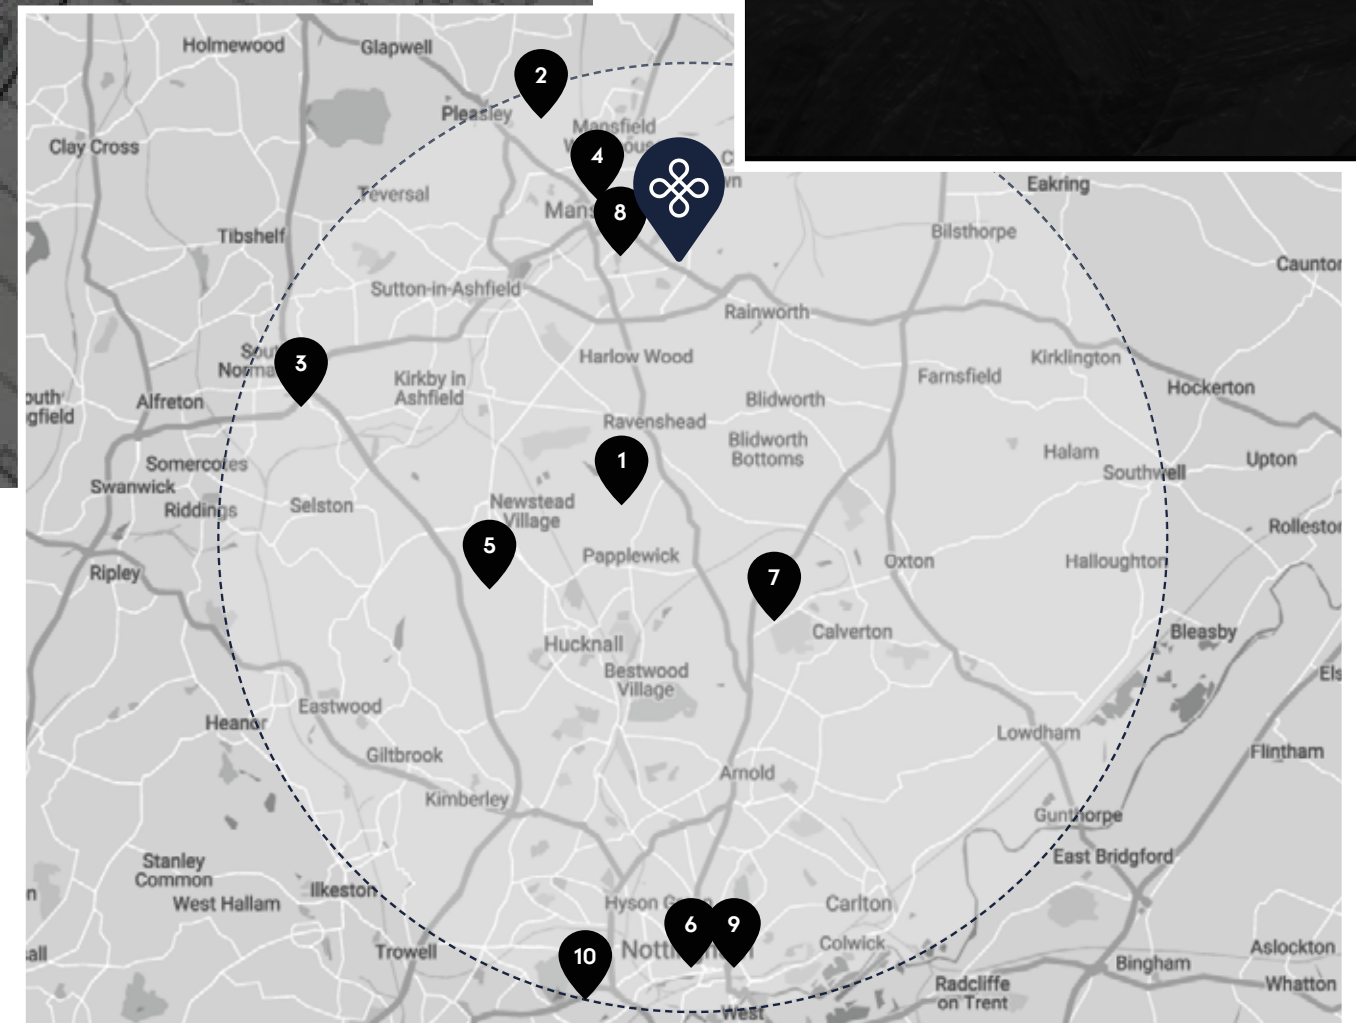 Holmewood
Glapwell
2
Pleasley
Mansfield
Clay Cross
4
Eakring
Teversal
8
Bilsthorpe
Tibshelf
Caunton
Sutton-in-Ashfield
Rainworth
3
Harlow Wood
Kirklington
Kirkby in
Ashfield
Farnsfield
Hockerton
Alfreton
Blidworth
Ravenshead
Blidworth
Bottoms
1
Halam
Somercotes
Southwell
Upton
Swanwick
Riddings
Selston
Newstead
Village
Rolleston
5
Papplewick
Oxton
Halloughton
Ripley
7
Calverton
Bleasby
Hucknall
Bestwood
Village
Eastwood
Heanor
Lowdham
Giltbrook
Flintham
Arnold
Kimberley
Gunthorpe
Stanley
Common
East Bridgford
Ilkeston
West Hallam
Hyson
Carlton
6
9
Trowell
10
Colwick
Aslockton
Bingham
Radcliffe
on Trent
Whatton
West